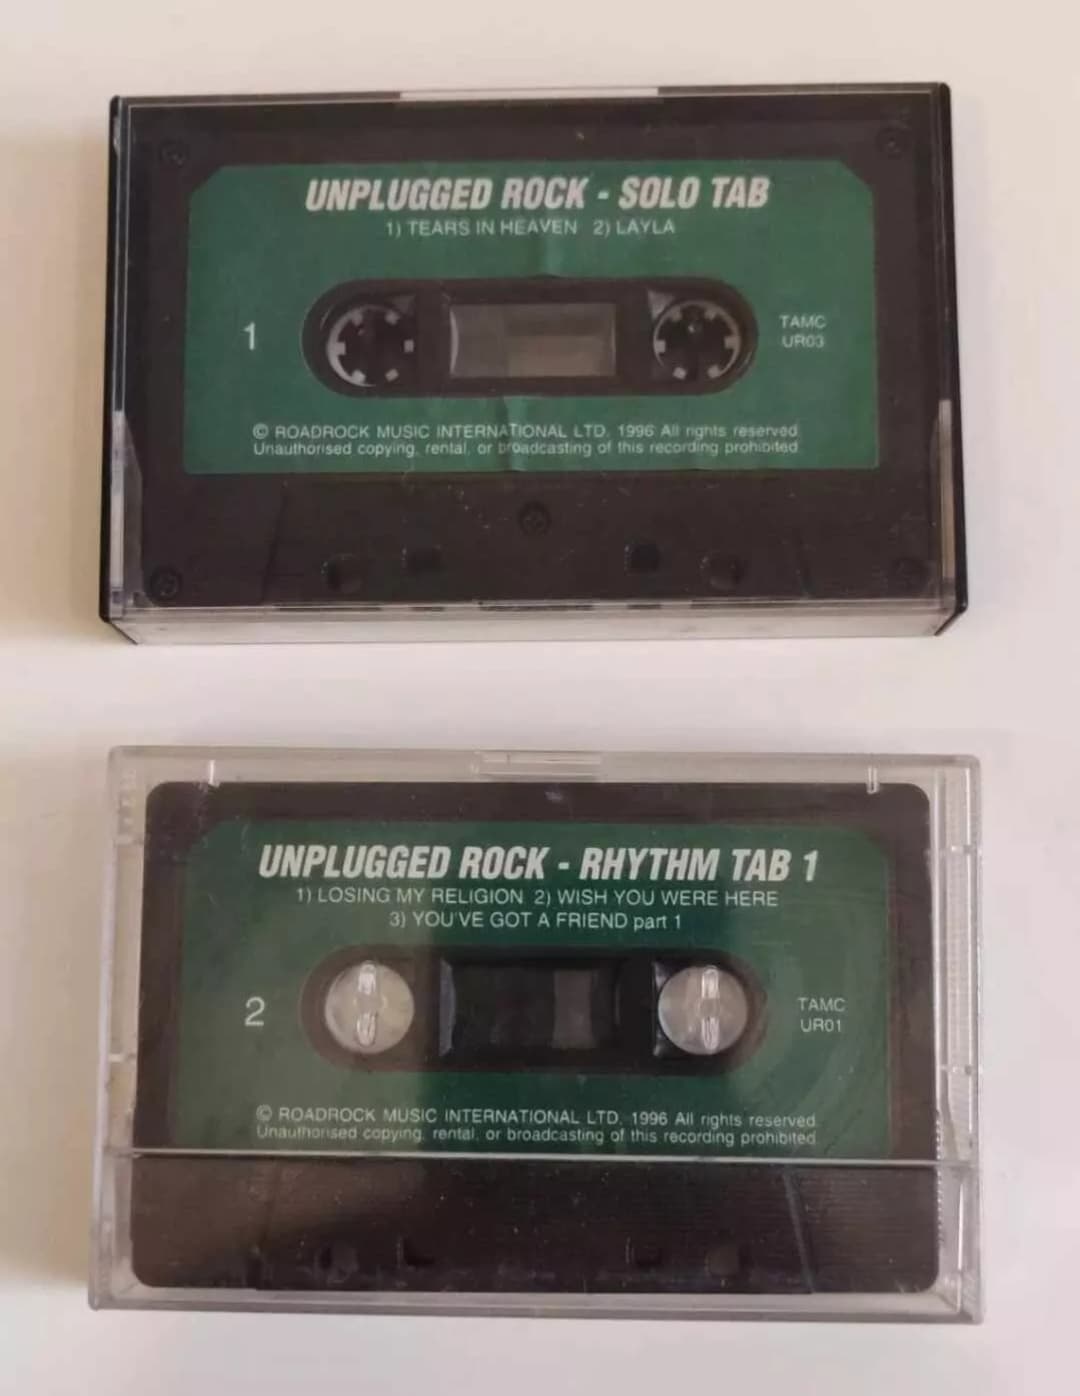 UNPLUGGED ROCK - SOLO TAB
1) TEARS IN HEAVEN 2) LAYLA
1
TAMC
UR03
© ROADROCK MUSIC INTERNATIONAL LTD. 1996 All rights reserved
Unauthorised copying, rental, or broadcasting of this recording prohibited
UNPLUGGED ROCK - RHYTHM TAB 1
1) LOSING MY RELIGION 2) WISH YOU WERE HERE
3) YOU'VE GOT A FRIEND part 1
2
TAMC
UR01
© ROADROCK MUSIC INTERNATIONAL LTD. 1996 All rights reserved.
Unauthorised copying, rental, or broadcasting of this recording prohibited